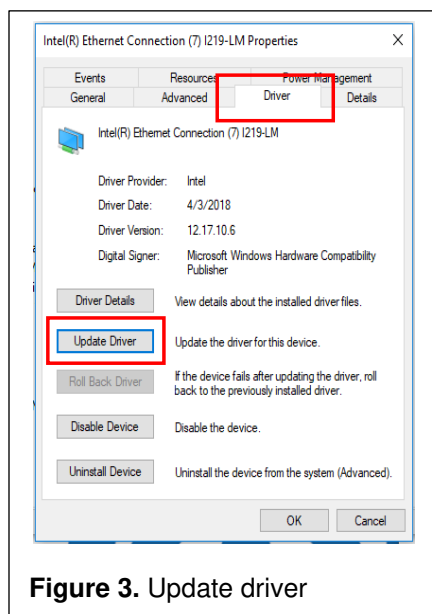 Intel(R) Ethernet Connection (7) I219-LM Properties
Events Resources Power Management
General Advanced Driver Details
Intel(R) Ethernet Connection (7) I219-LM
Driver Provider: Intel
Driver Date: 4/3/2018
Driver Version: 12.17.10.6
Digital Signer: Microsoft Windows Hardware Compatibility
Publisher
Driver Details View details about the installed driver files.
Update Driver Update the driver for this device.
Roll Back Driver If the device fails after updating the driver, roll
back to the previously installed driver.
Disable Device Disable the device.
Uninstall Device Uninstall the device from the system (Advanced).
OK Cancel
Figure 3. Update driver